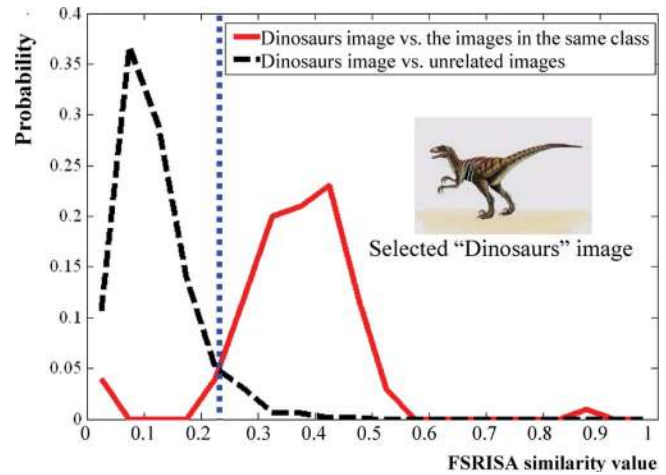 Probability
0.4
0.35
0.3
0.25
0.2
0.15
0.1
0.05
0
Dinosaurs image vs. the images in the same class
Dinosaurs image vs. unrelated images
Selected “Dinosaurs” image
0 0.1 0.2 0.3 0.4 0.5 0.6 0.7 0.8 0.9 1
FSRISA similarity value